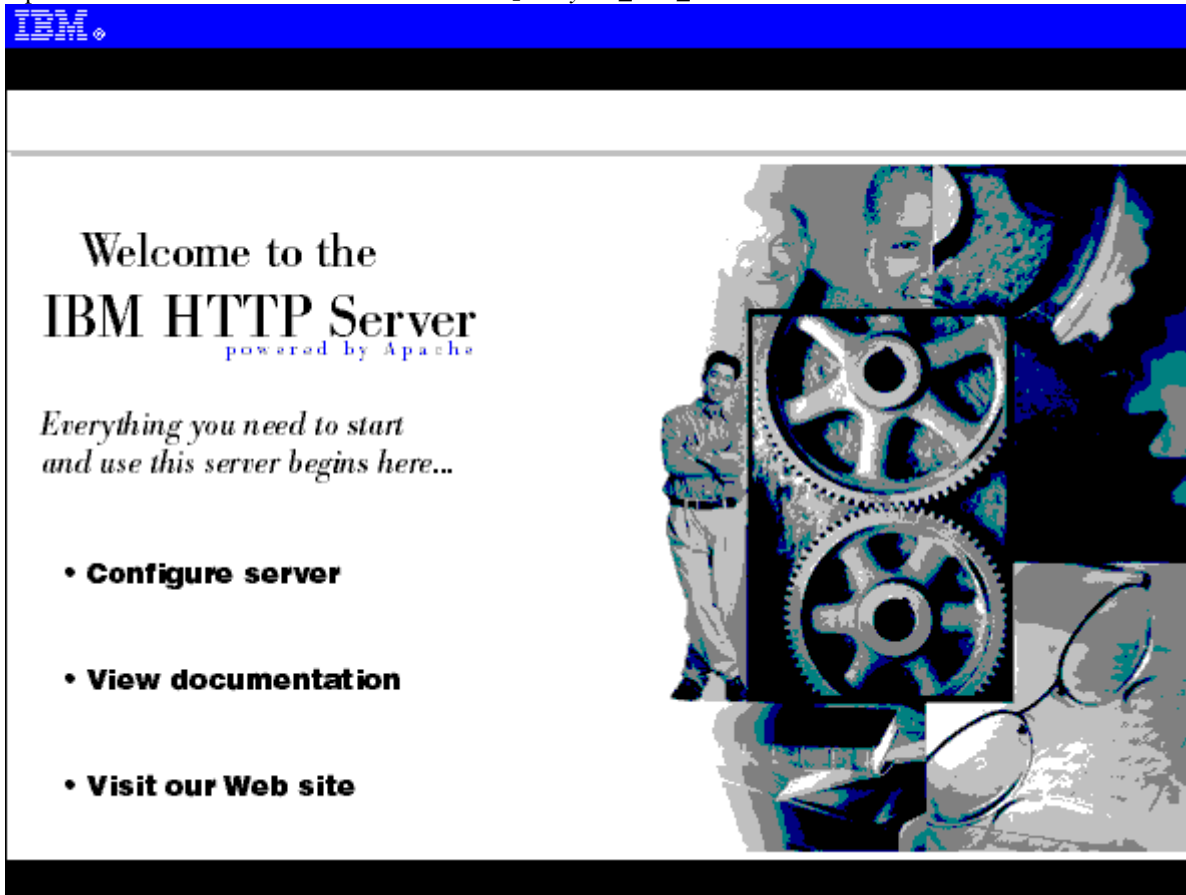 IBM®
Welcome to the
IBM HTTP Server
powered by Apache
Everything you need to start
and use this server begins here...
• Configure server
• View documentation
• Visit our Web site